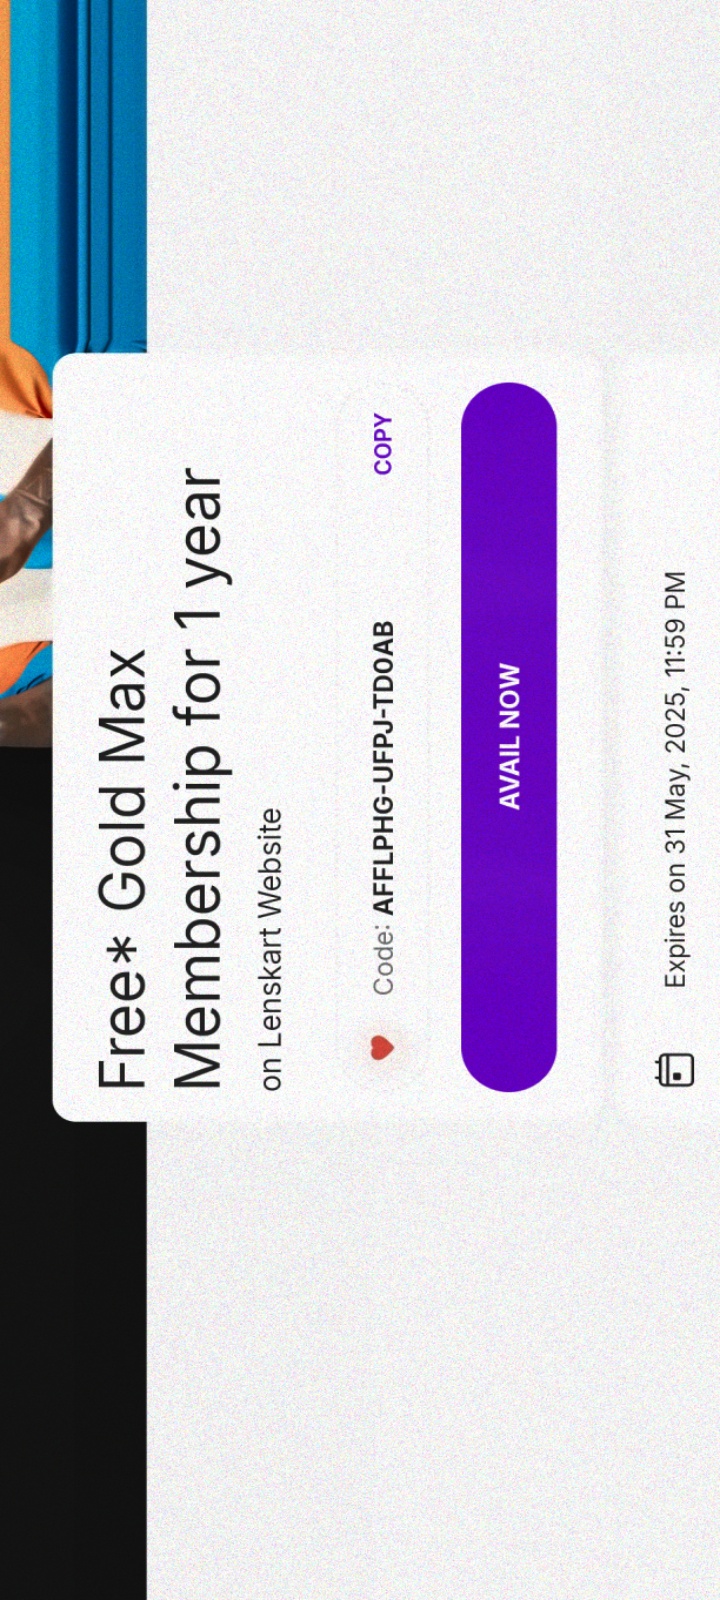 Free* Gold Max
Membership for 1 year
on Lenskart Website
Code: AFFLPHG-UFPJ-TD0AB
COPY
AVAIL NOW
Expires on 31 May, 2025, 11:59 PM